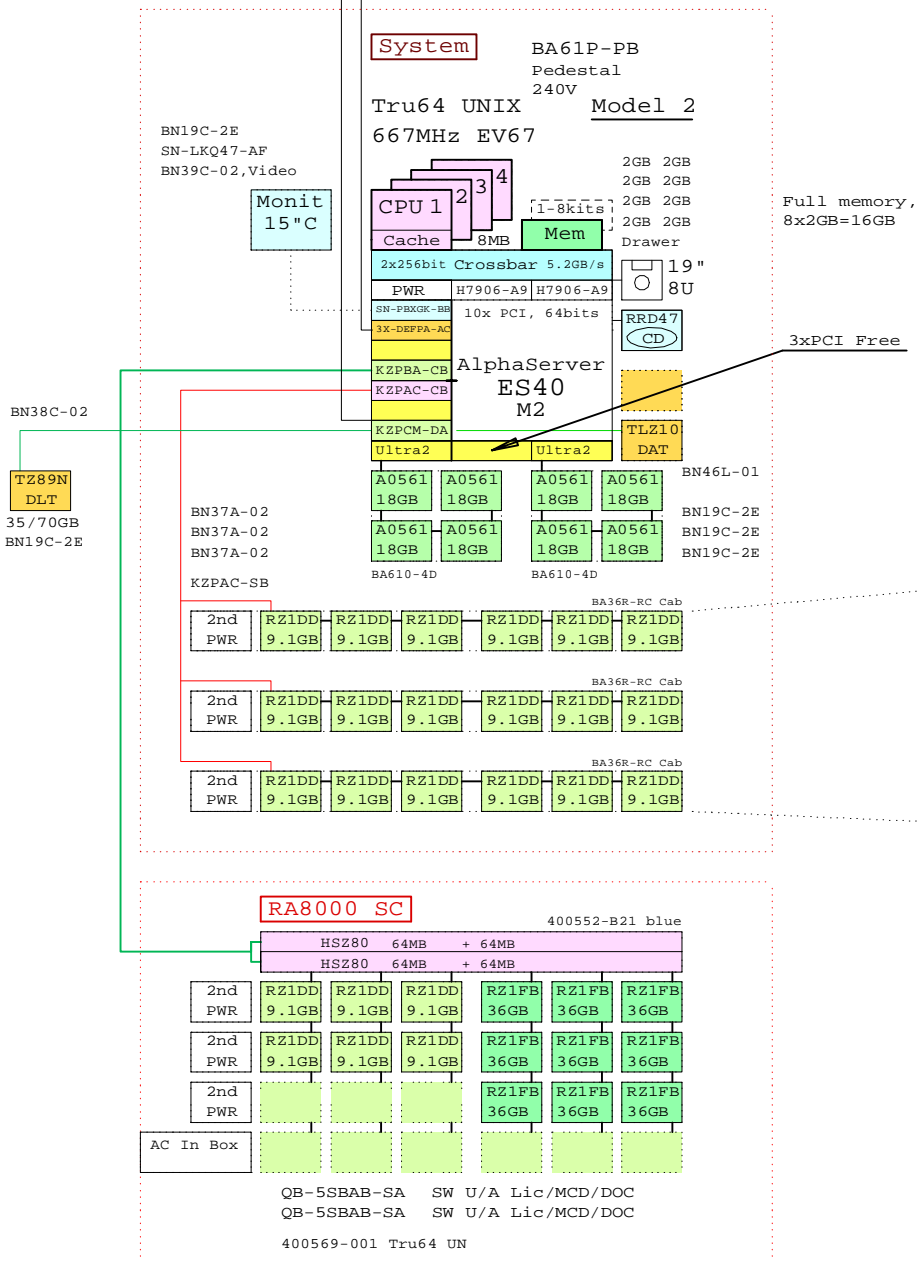 System
BA61P-PB
Pedestal
240V
Tru64 UNIX
Model 2
667MHz EV67
BN19C-2E
SN-LKQ47-AF
BN39C-02,Video
Monit
15"C
CPU 1
2
3
4
Cache
8MB
1-8kits
Mem
2GB 2GB
2GB 2GB
2GB 2GB
2GB 2GB
Drawer
Full memory,
8x2GB=16GB
2x256bit Crossbar 5.2GB/s
19"
8U
PWR
H7906-A9
H7906-A9
SN-PBXGK-BB
10x PCI, 64bits
3X-DEFPA-AC
RRD47
CD
3xPCI Free
KZPBA-CB
AlphaServer
KZPAC-CB
ES40
M2
BN38C-02
KZPCM-DA
TLZ10
DAT
Ultra2
Ultra2
TZ89N
DLT
35/70GB
BN19C-2E
A0561
18GB
A0561
18GB
A0561
18GB
A0561
18GB
BN46L-01
BN37A-02
BN37A-02
BN37A-02
A0561
18GB
A0561
18GB
A0561
18GB
A0561
18GB
BN19C-2E
BN19C-2E
BN19C-2E
BA610-4D
BA610-4D
KZPAC-SB
BA36R-RC Cab
2nd RZ1DD RZ1DD RZ1DD RZ1DD RZ1DD RZ1DD
PWR 9.1GB 9.1GB 9.1GB 9.1GB 9.1GB 9.1GB
BA36R-RC Cab
2nd RZ1DD RZ1DD RZ1DD RZ1DD RZ1DD RZ1DD
PWR 9.1GB 9.1GB 9.1GB 9.1GB 9.1GB 9.1GB
BA36R-RC Cab
2nd RZ1DD RZ1DD RZ1DD RZ1DD RZ1DD RZ1DD
PWR 9.1GB 9.1GB 9.1GB 9.1GB 9.1GB 9.1GB
RA8000 SC
400552-B21 blue
HSZ80 64MB + 64MB
HSZ80 64MB + 64MB
2nd RZ1DD RZ1DD RZ1DD RZ1FB RZ1FB RZ1FB
PWR 9.1GB 9.1GB 9.1GB 36GB 36GB 36GB
2nd RZ1DD RZ1DD RZ1DD RZ1FB RZ1FB RZ1FB
PWR 9.1GB 9.1GB 9.1GB 36GB 36GB 36GB
2nd RZ1FB RZ1FB RZ1FB
PWR 36GB 36GB 36GB
AC In Box
QB-5SBAB-SA SW U/A Lic/MCD/DOC
QB-5SBAB-SA SW U/A Lic/MCD/DOC
400569-001 Tru64 UN